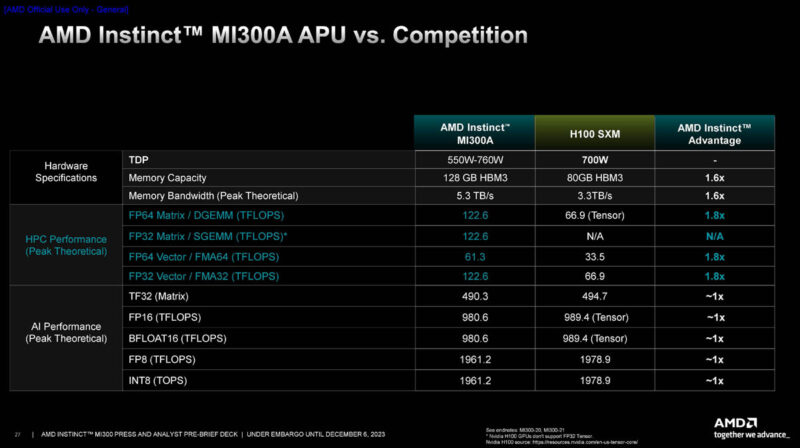 [AMD Official Use Only - General]
AMD Instinct™ MI300A APU vs. Competition
AMD Instinct™ MI300A H100 SXM AMD Instinct™ Advantage
Hardware Specifications
TDP 550W-760W 700W -
Memory Capacity 128 GB HBM3 80GB HBM3 1.6x
Memory Bandwidth (Peak Theoretical) 5.3 TB/s 3.3TB/s 1.6x
HPC Performance (Peak Theoretical)
FP64 Matrix / DGEMM (TFLOPS) 122.6 66.9 (Tensor) 1.8x
FP32 Matrix / SGEMM (TFLOPS)* 122.6 N/A N/A
FP64 Vector / FMA64 (TFLOPS) 61.3 33.5 1.8x
FP32 Vector / FMA32 (TFLOPS) 122.6 66.9 1.8x
AI Performance (Peak Theoretical)
TF32 (Matrix) 490.3 494.7 ~1x
FP16 (TFLOPS) 980.6 989.4 (Tensor) ~1x
BFLOAT16 (TFLOPS) 980.6 989.4 (Tensor) ~1x
FP8 (TFLOPS) 1961.2 1978.9 ~1x
INT8 (TOPS) 1961.2 1978.9 ~1x
27 | AMD INSTINCT™ MI300 PRESS AND ANALYST PRE-BRIEF DECK | UNDER EMBARGO UNTIL DECEMBER 6, 2023
See endnotes: MI300-20, MI300-21
* Nvidia H100 GPUs don't support FP32 Tensor.
Nvidia H100 source: https://resources.nvidia.com/en-us-tensor-core/
AMD
together we advance_